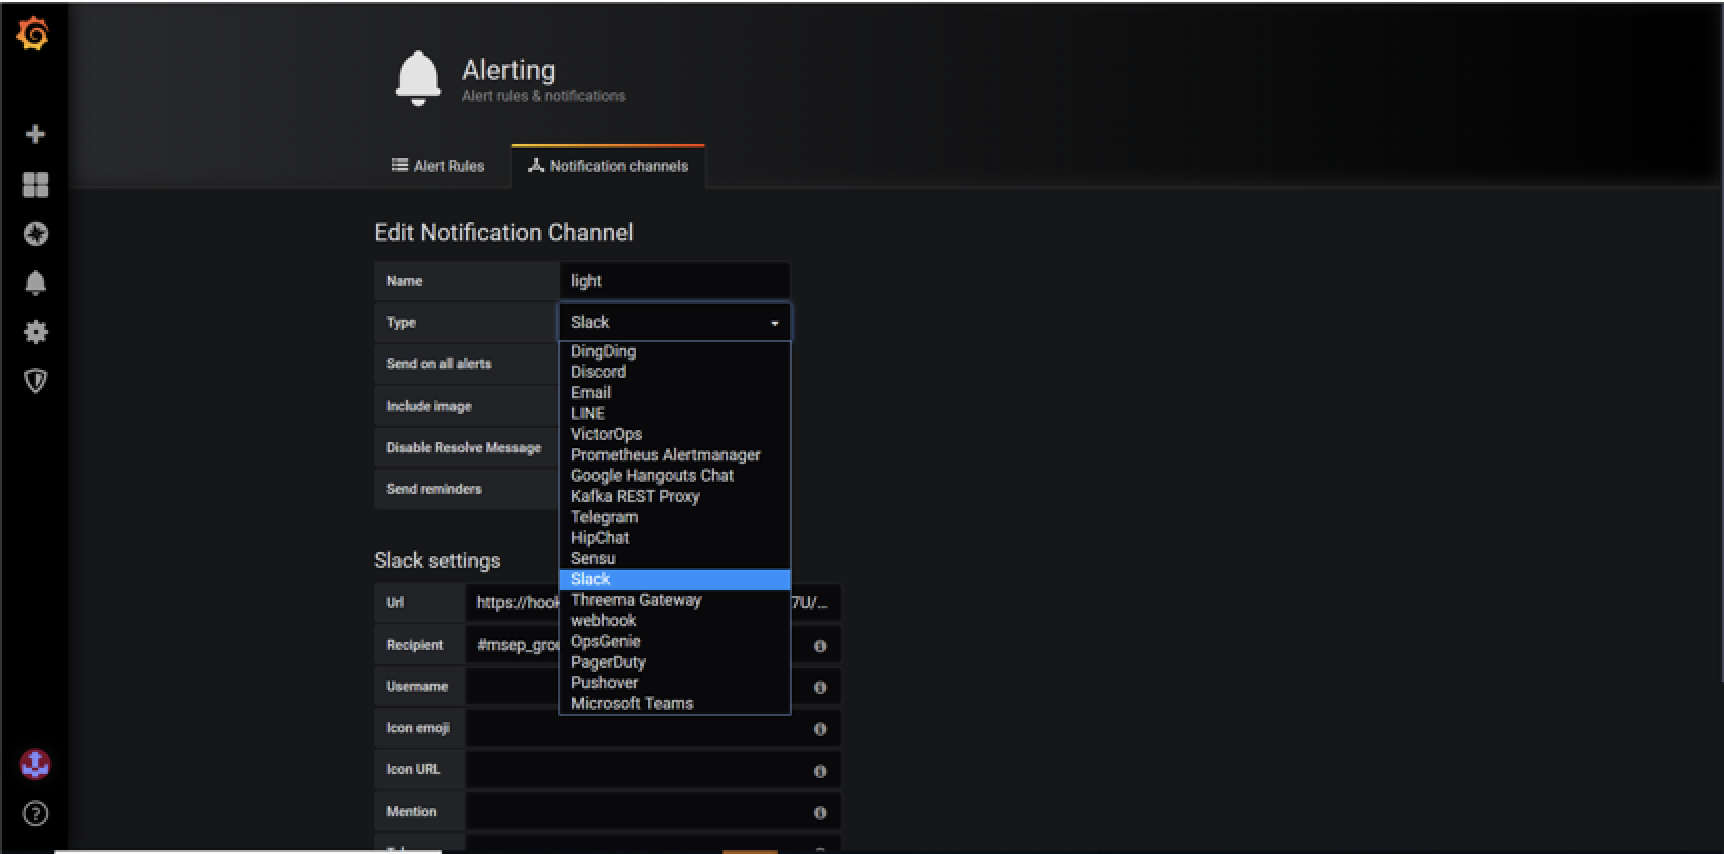 Alerting
Alert rules & notifications
Alert Rules
Notification channels
Edit Notification Channel
Name light
Type Slack
Send on all alerts
Include image
Disable Resolve Message
Send reminders
DingDing
Discord
Email
LINE
VictorOps
Prometheus Alertmanager
Google Hangouts Chat
Kafka REST Proxy
Telegram
HipChat
Sensu
Slack
Threema Gateway
webhook
OpsGenie
PagerDuty
Pushover
Microsoft Teams
Slack settings
Url https://hook 7U/...
Recipient #msep_gro
Username
Icon emoji
Icon URL
Mention